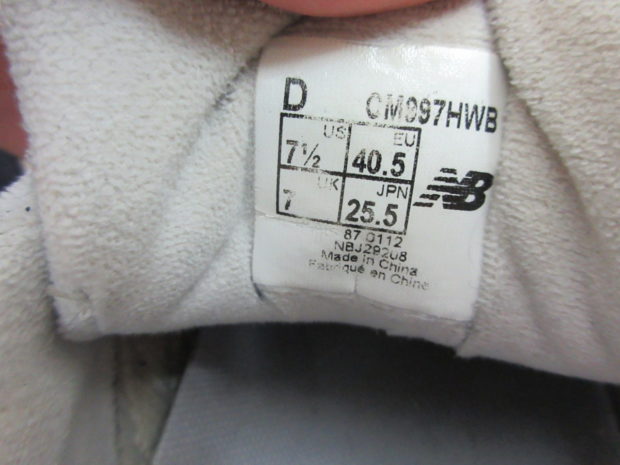 D CM997HWB
US 7½ EU 40.5
UK 7 JPN 25.5
NB
87 0112
NBJ29208
Made in China
Fabriqué en Chine